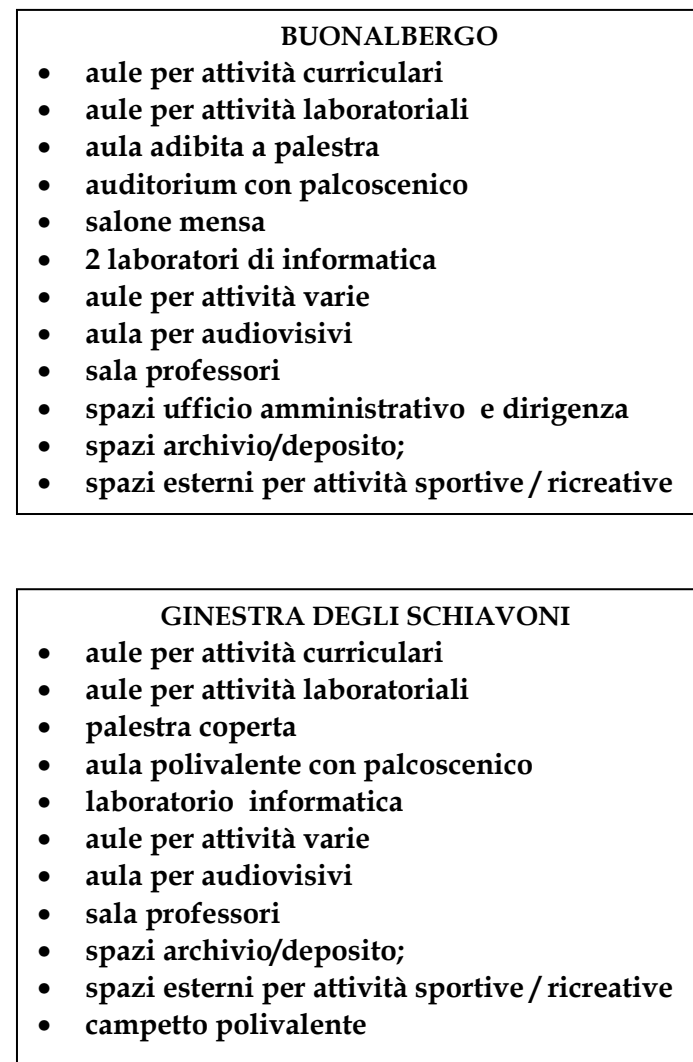 BUONALBERGO
• aule per attività curriculari
• aule per attività laboratoriali
• aula adibita a palestra
• auditorium con palcoscenico
• salone mensa
• 2 laboratori di informatica
• aule per attività varie
• aula per audiovisivi
• sala professori
• spazi ufficio amministrativo e dirigenza
• spazi archivio/deposito;
• spazi esterni per attività sportive / ricreative
GINESTRA DEGLI SCHIAVONI
• aule per attività curriculari
• aule per attività laboratoriali
• palestra coperta
• aula polivalente con palcoscenico
• laboratorio informatica
• aule per attività varie
• aula per audiovisivi
• sala professori
• spazi archivio/deposito;
• spazi esterni per attività sportive / ricreative
• campetto polivalente